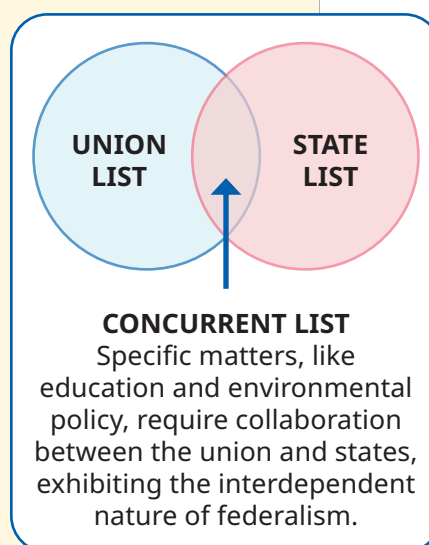 UNION
LIST
STATE
LIST
CONCURRENT LIST
Specific matters, like
education and environmental
policy, require collaboration
between the union and states,
exhibiting the interdependent
nature of federalism.